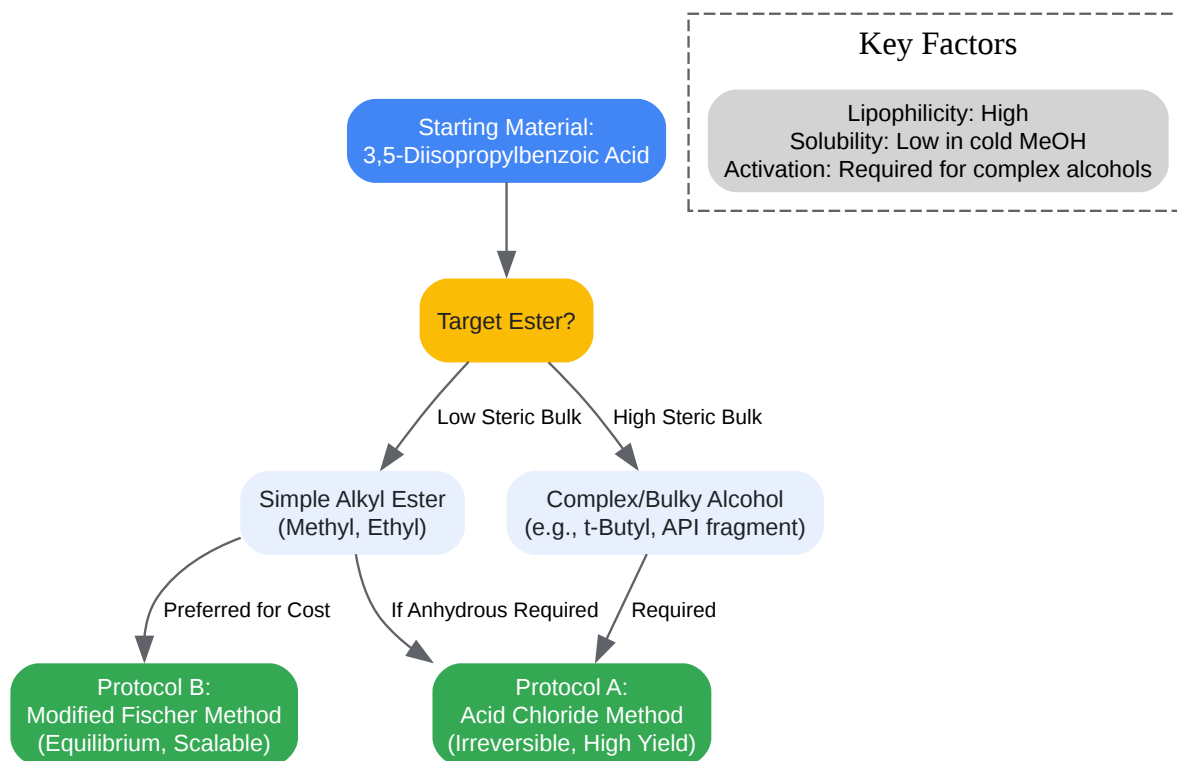 Key Factors
Lipophilicity: High
Solubility: Low in cold MeOH
Activation: Required for complex alcohols
Starting Material:
3,5-Diisopropylbenzoic Acid
Target Ester?
Low Steric Bulk
High Steric Bulk
Simple Alkyl Ester
(Methyl, Ethyl)
Complex/Bulky Alcohol
(e.g., t-Butyl, API fragment)
Preferred for Cost
If Anhydrous Required
Required
Protocol B:
Modified Fischer Method
(Equilibrium, Scalable)
Protocol A:
Acid Chloride Method
(Irreversible, High Yield)